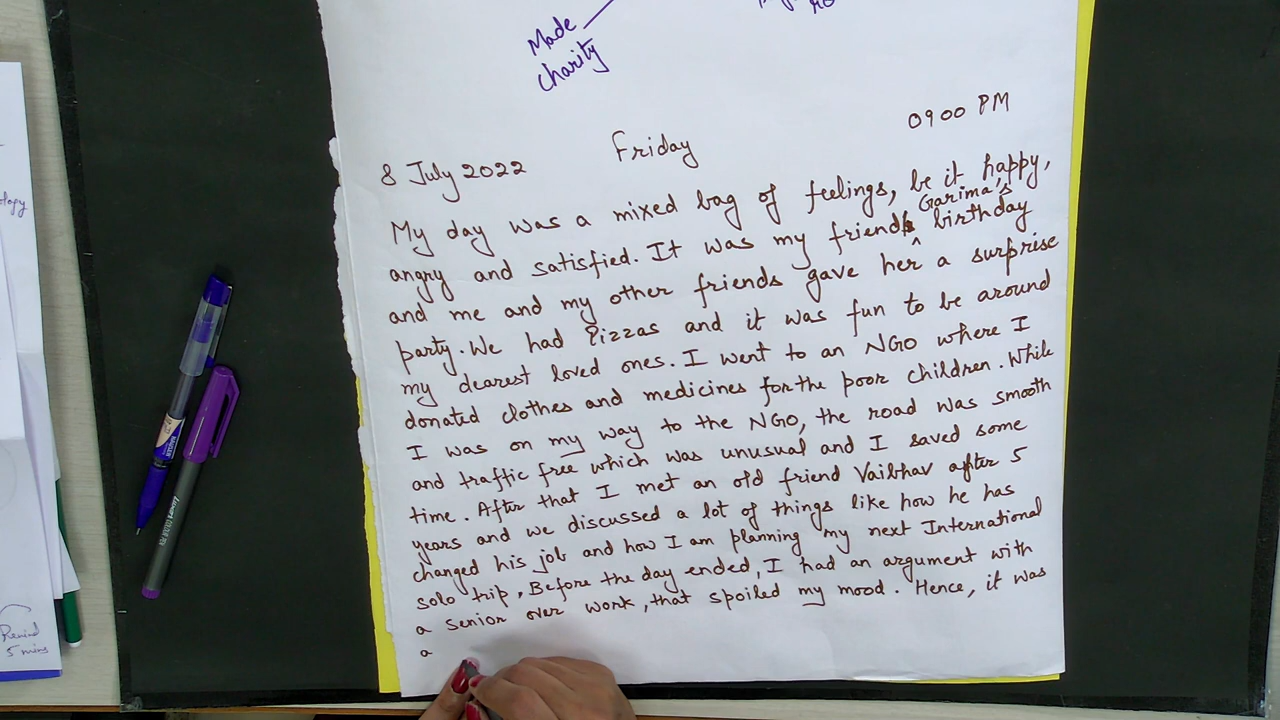 Made
charity
09 00 PM
8 July 2022 Friday
My day was a mixed bag of feelings, be it happy,
angry and satisfied. It was my friend Garima's birthday
and me and my other friends gave her a surprise
party. We had Pizzas and it was fun to be around
my dearest loved ones. I went to an NGO where I
donated clothes and medicines for the poor children. While
I was on my way to the NGO, the road was smooth
and traffic free which was unusual and I saved some
time. After that I met an old friend Vaibhav after 5
years and we discussed a lot of things like how he has
changed his job and how I am planning my next International
solo trip, Before the day ended, I had an argument with
a senior over work, that spoiled my mood. Hence, it was
a
Remind
5 mins